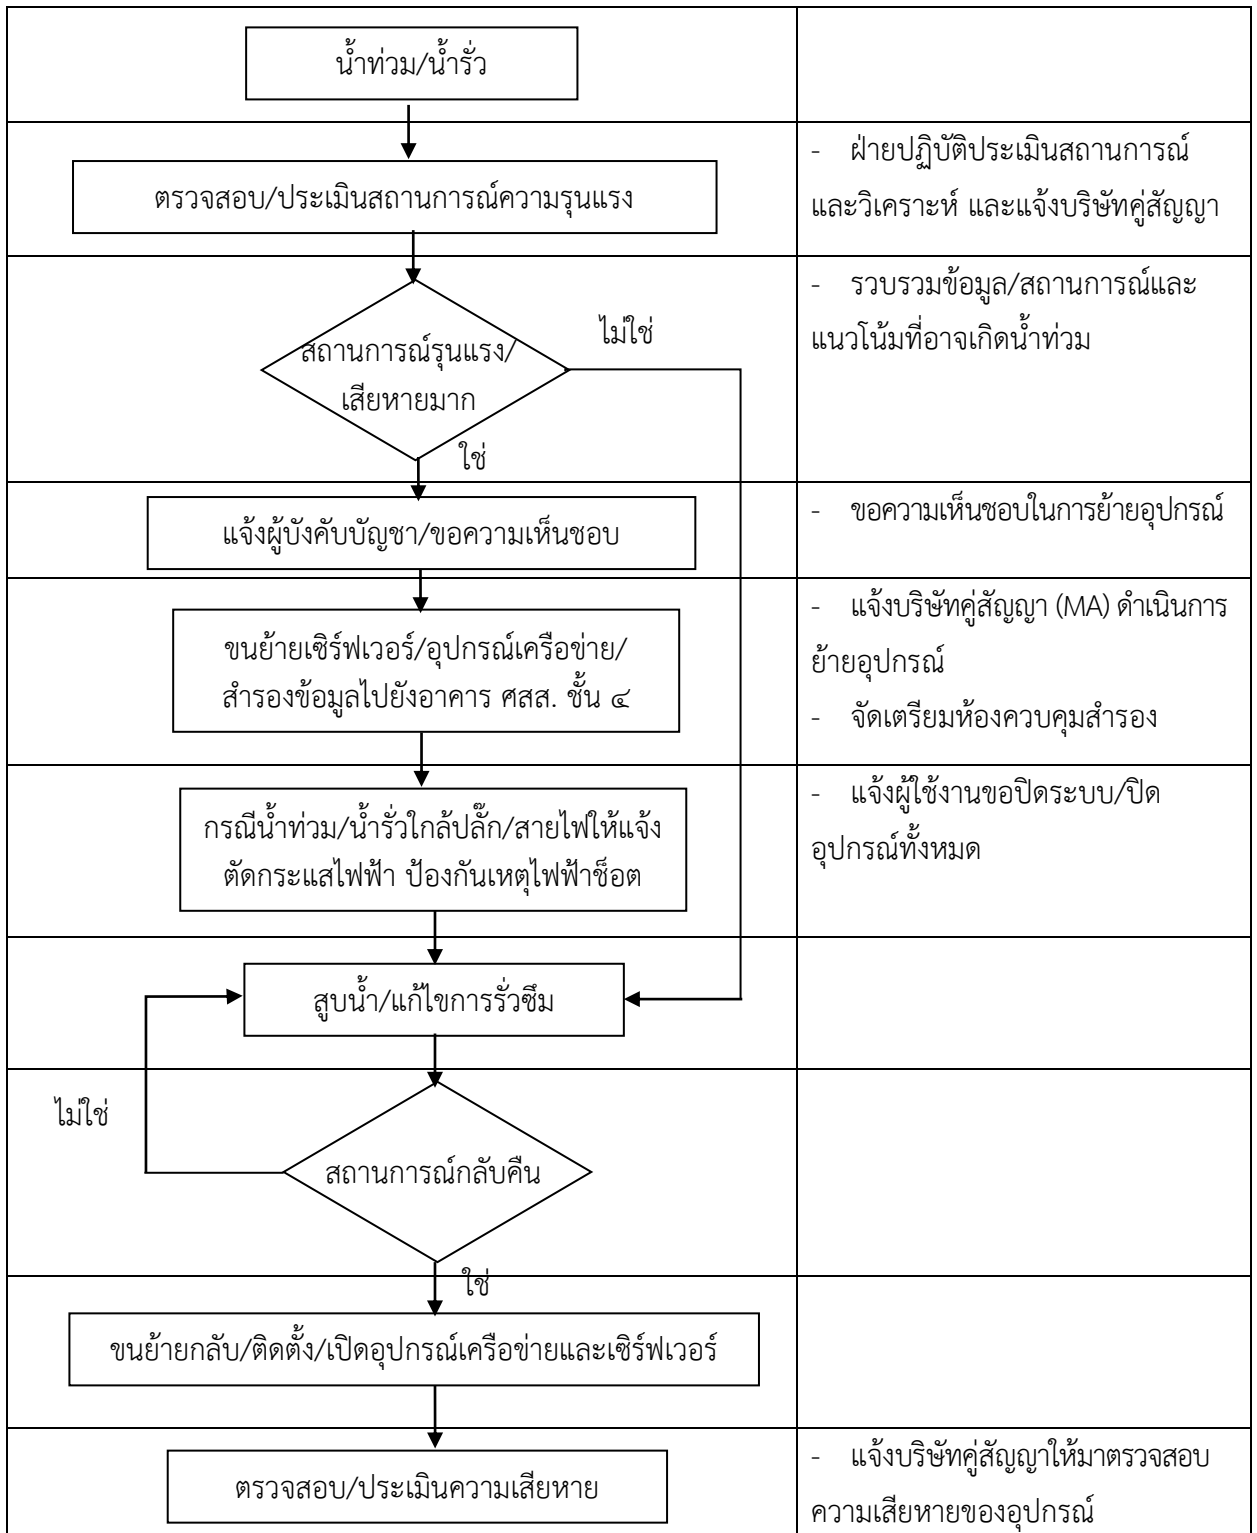 น้ำท่วม/น้ำรั่ว
ตรวจสอบ/ประเมินสถานการณ์ความรุนแรง
- ฝ่ายปฏิบัติประเมินสถานการณ์
และวิเคราะห์ และแจ้งบริษัทคู่สัญญา
สถานการณ์รุนแรง/
เสียหายมาก
ไม่ใช่
ใช่
- รวบรวมข้อมูล/สถานการณ์และ
แนวโน้มที่อาจเกิดน้ำท่วม
แจ้งผู้บังคับบัญชา/ขอความเห็นชอบ
- ขอความเห็นชอบในการย้ายอุปกรณ์
ขนย้ายเซิร์ฟเวอร์/อุปกรณ์เครือข่าย/
สำรองข้อมูลไปยังอาคาร ศสส. ชั้น ๔
- แจ้งบริษัทคู่สัญญา (MA) ดำเนินการ
ย้ายอุปกรณ์
- จัดเตรียมห้องควบคุมสำรอง
กรณีน้ำท่วม/น้ำรั่วใกล้ปลั๊ก/สายไฟให้แจ้ง
ตัดกระแสไฟฟ้า ป้องกันเหตุไฟฟ้าช็อต
- แจ้งผู้ใช้งานขอปิดระบบ/ปิด
อุปกรณ์ทั้งหมด
สูบน้ำ/แก้ไขการรั่วซึม
ไม่ใช่
สถานการณ์กลับคืน
ใช่
ขนย้ายกลับ/ติดตั้ง/เปิดอุปกรณ์เครือข่ายและเซิร์ฟเวอร์
ตรวจสอบ/ประเมินความเสียหาย
- แจ้งบริษัทคู่สัญญาให้มาตรวจสอบ
ความเสียหายของอุปกรณ์